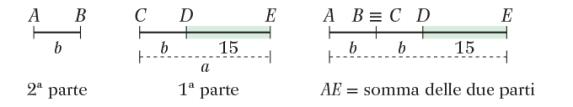 A B C D E A B ≡ C D E
b b 15 b b 15
a
2ª parte 1ª parte AE = somma delle due parti